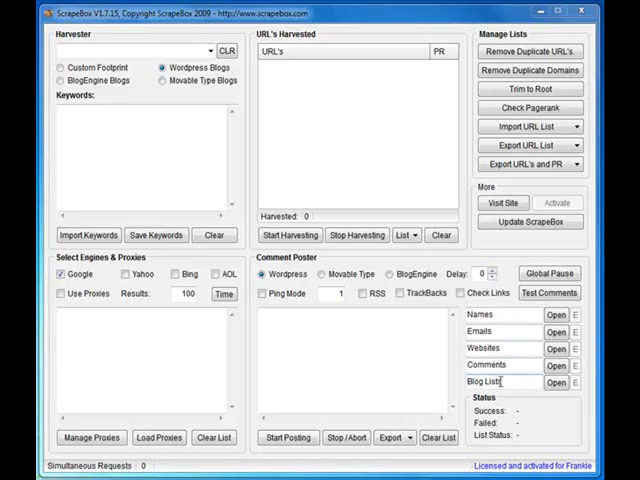 ScrapeBox V1.7.15, Copyright ScrapeBox 2009 - http://www.scrapebox.com
Harvester
CLR
Custom Footprint
Wordpress Blogs
BlogEngine Blogs
Movable Type Blogs
Keywords:
Import Keywords
Save Keywords
Clear
URL's Harvested
URL's
PR
Harvested: 0
Start Harvesting
Stop Harvesting
List
Clear
Manage Lists
Remove Duplicate URL's
Remove Duplicate Domains
Trim to Root
Check Pagerank
Import URL List
Export URL List
Export URL's and PR
More
Visit Site
Activate
Update ScrapeBox
Select Engines & Proxies
Google
Yahoo
Bing
AOL
Use Proxies
Results: 100
Time
Manage Proxies
Load Proxies
Clear List
Comment Poster
Wordpress
Movable Type
BlogEngine
Delay: 0
Global Pause
Ping Mode
1
RSS
TrackBacks
Check Links
Test Comments
Names
Open
E
Emails
Open
E
Websites
Open
E
Comments
Open
E
Blog Lists
Open
E
Status
Success: -
Failed: -
List Status: -
Start Posting
Stop / Abort
Export
Clear List
Simultaneous Requests 0
Licensed and activated for Frankie